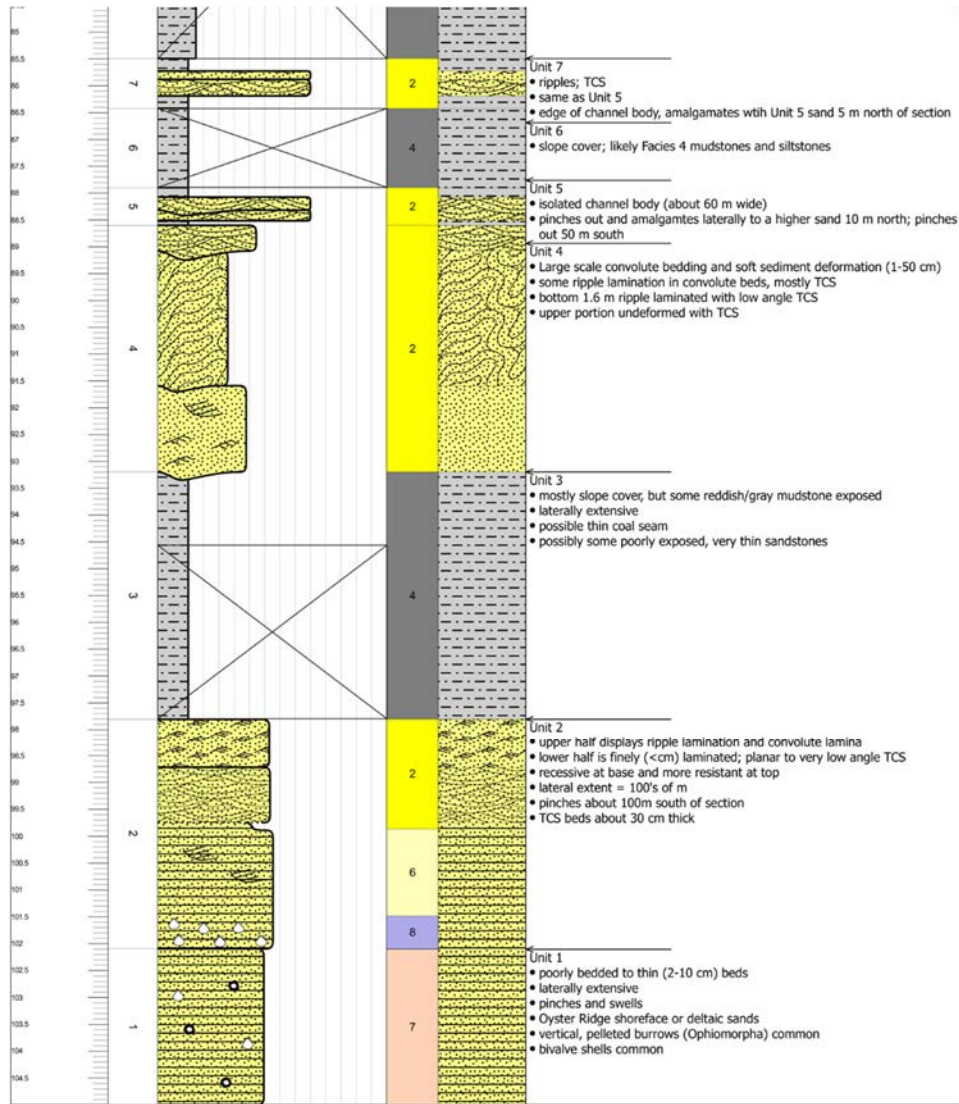 85
85.5
86
86.5
87
87.5
88
88.5
89
89.5
90
90.5
91
91.5
92
92.5
93
93.5
94
94.5
95
95.5
96
96.5
97
97.5
98
98.5
99
99.5
100
100.5
101
101.5
102
102.5
103
103.5
104
104.5
7
6
5
4
3
2
1
2
4
2
2
4
2
6
8
7
Unit 7
• ripples; TCS
• same as Unit 5
• edge of channel body, amalgamates wtih Unit 5 sand 5 m north of section
Unit 6
• slope cover; likely Facies 4 mudstones and siltstones
Unit 5
• isolated channel body (about 60 m wide)
• pinches out and amalgamtes laterally to a higher sand 10 m north; pinches
out 50 m south
Unit 4
• Large scale convolute bedding and soft sediment deformation (1-50 cm)
• some ripple lamination in convolute beds, mostly TCS
• bottom 1.6 m ripple laminated with low angle TCS
• upper portion undeformed with TCS
Unit 3
• mostly slope cover, but some reddish/gray mudstone exposed
• laterally extensive
• possible thin coal seam
• possibly some poorly exposed, very thin sandstones
Unit 2
• upper half displays ripple lamination and convolute lamina
• lower half is finely (<cm) laminated; planar to very low angle TCS
• recessive at base and more resistant at top
• lateral extent = 100's of m
• pinches about 100m south of section
• TCS beds about 30 cm thick
Unit 1
• poorly bedded to thin (2-10 cm) beds
• laterally extensive
• pinches and swells
• Oyster Ridge shoreface or deltaic sands
• vertical, pelleted burrows (Ophiomorpha) common
• bivalve shells common